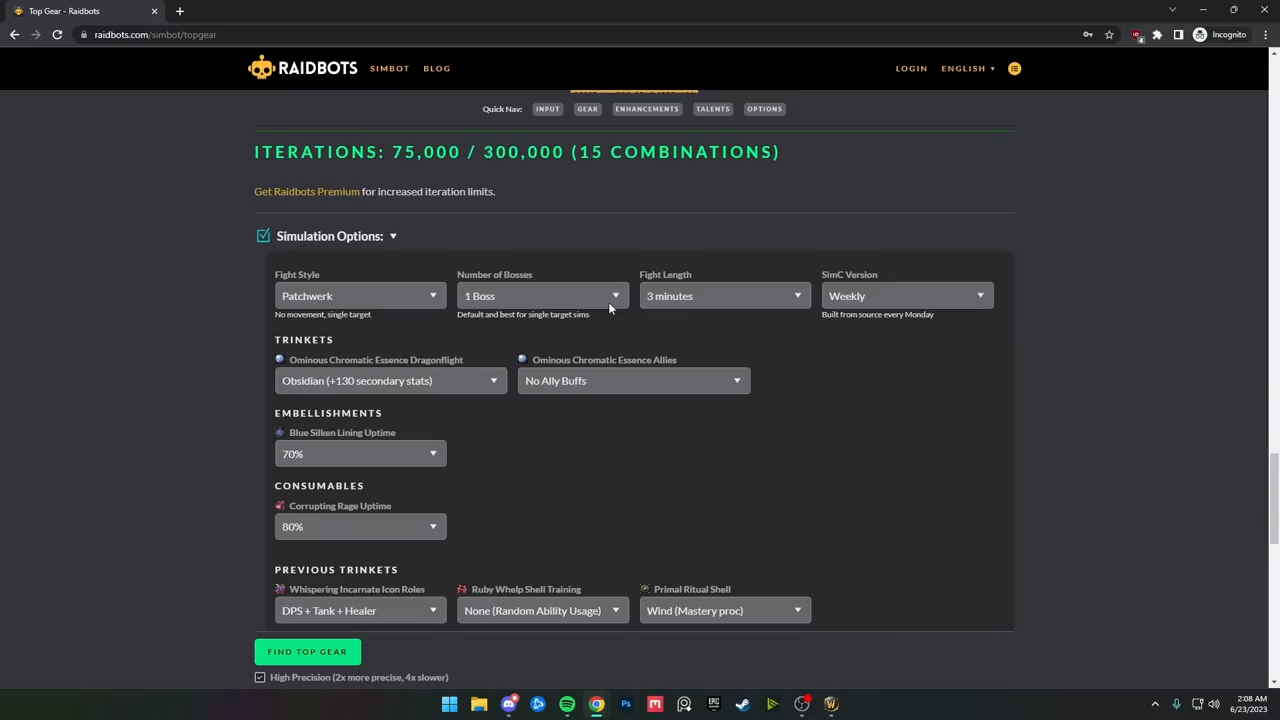 Top Gear - Raidbots
raidbots.com/simbot/topgear
4
Incognito
RAIDBOTS SIMBOT BLOG LOGIN ENGLISH
Quick Nav: INPUT GEAR ENHANCEMENTS TALENTS OPTIONS
ITERATIONS: 75,000 / 300,000 (15 COMBINATIONS)
Get Raidbots Premium for increased iteration limits.
Simulation Options:
Fight Style Number of Bosses Fight Length SimC Version
Patchwerk 1 Boss 3 minutes Weekly
No movement, single target Default and best for single target sims Built from source every Monday
TRINKETS
Ominous Chromatic Essence Dragonflight Ominous Chromatic Essence Allies
Obsidian (+130 secondary stats) No Ally Buffs
EMBELLISHMENTS
Blue Silken Lining Uptime
70%
CONSUMABLES
Corrupting Rage Uptime
80%
PREVIOUS TRINKETS
Whispering Incarnate Icon Roles Ruby Whelp Shell Training Primal Ritual Shell
DPS + Tank + Healer None (Random Ability Usage) Wind (Mastery proc)
FIND TOP GEAR
High Precision (2x more precise, 4x slower)
2:08 AM
6/23/2023